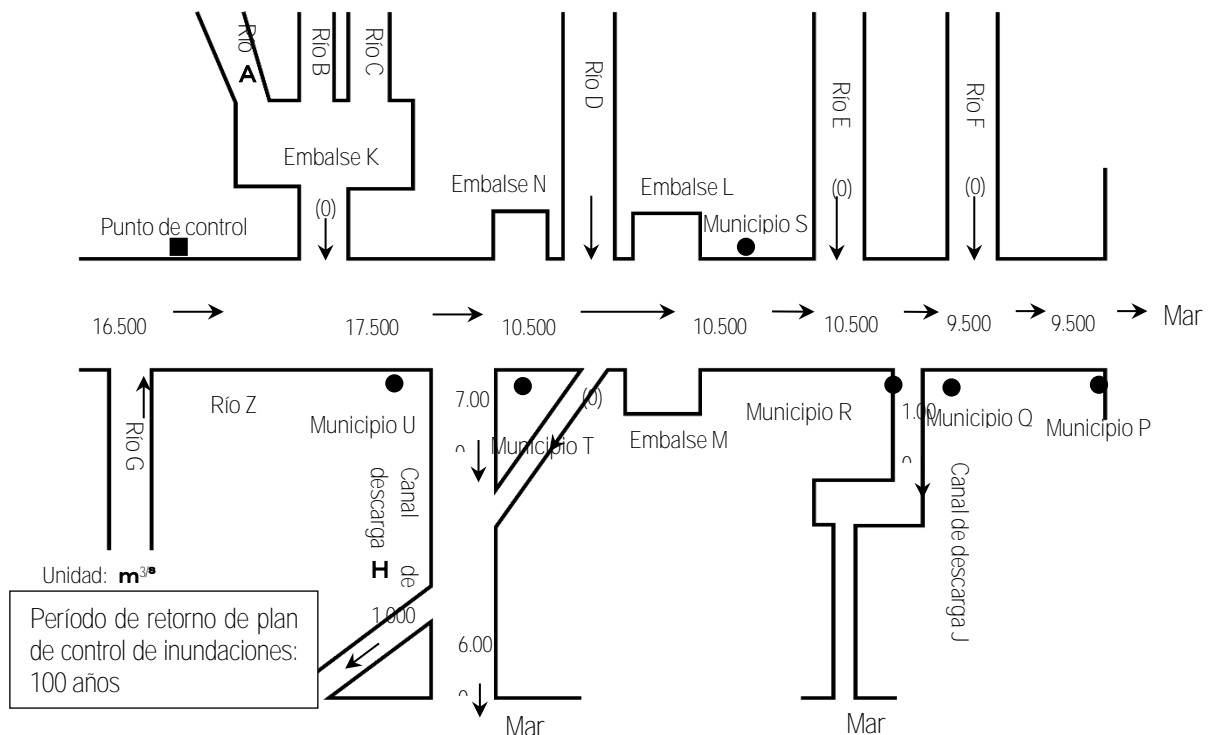 Río A
Río B
Río C
Río D
Río E
Río F
Embalse K
(0)
Embalse N
Embalse L
(0)
(0)
Punto de control
Municipio S
16.500
17.500
10.500
10.500
10.500
9.500
9.500
Mar
Río G
Río Z
Municipio U
7.00
0
Municipio T
(0)
Embalse M
Municipio R
1.00
0
Municipio Q
Municipio P
Canal de
descarga H
Canal de descarga J
Unidad: m3/s
Período de retorno de plan
de control de inundaciones:
100 años
1.000
6.00
0
Mar
Mar